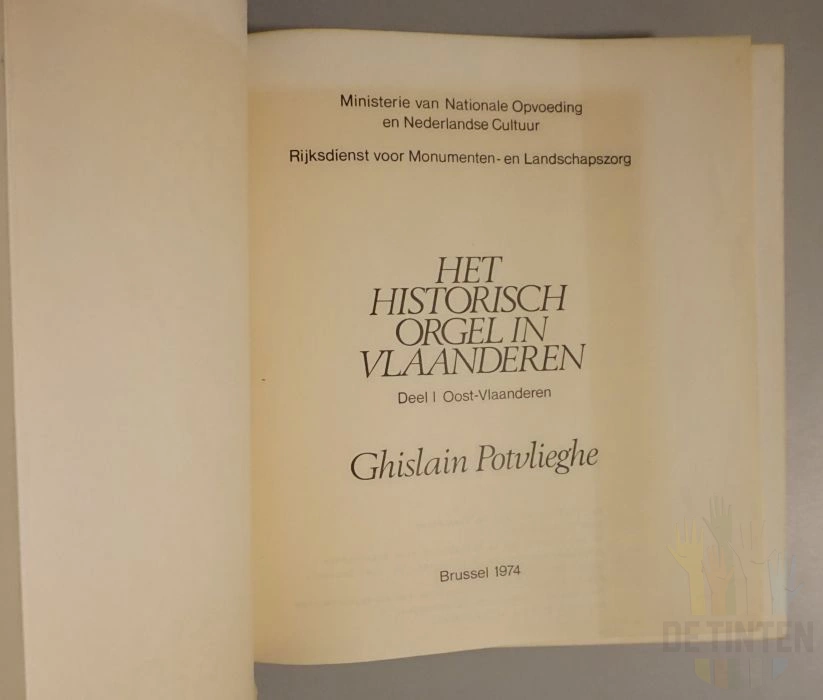 Ministerie van Nationale Opvoeding
en Nederlandse Cultuur
Rijksdienst voor Monumenten- en Landschapszorg
HET
HISTORISCH
ORGEL IN
VLAANDEREN
Deel I Oost-Vlaanderen
Ghislain Potvlieghe
Brussel 1974
DE TINTEN